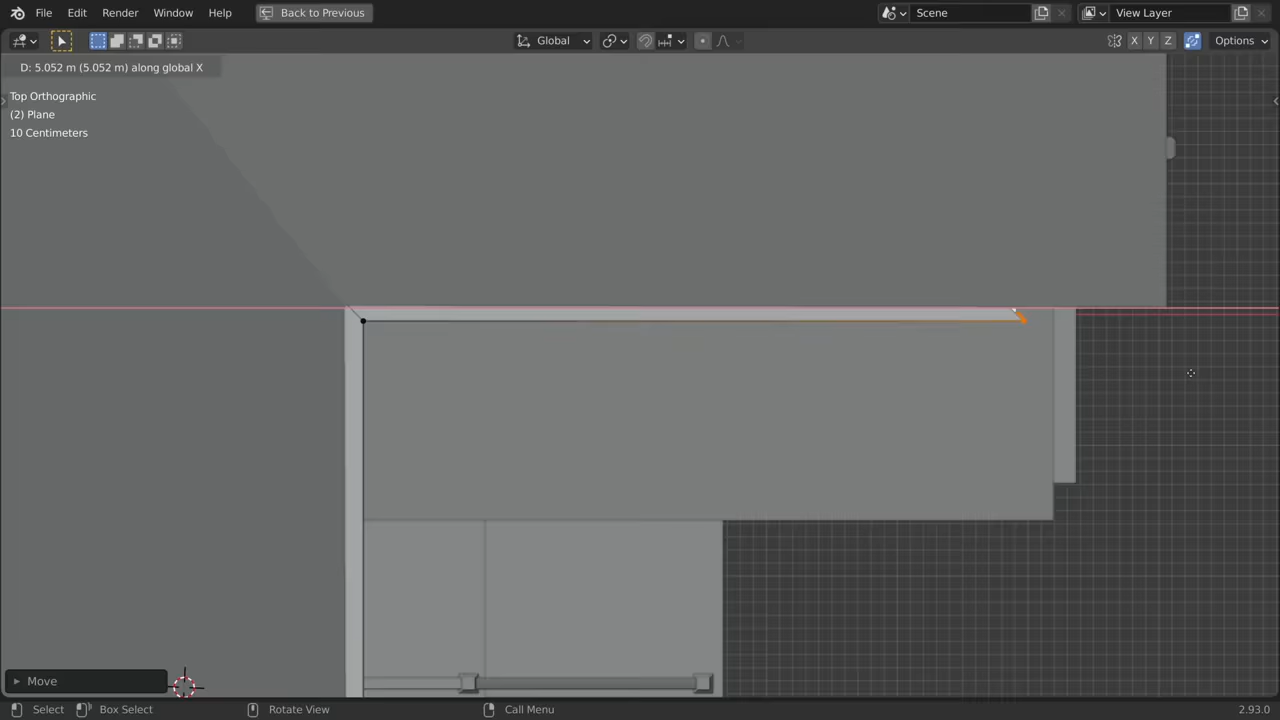 File Edit Render Window Help Back to Previous Scene View Layer
Global X Y Z Options
D: 5.052 m (5.052 m) along global X
Top Orthographic
(2) Plane
10 Centimeters
Move
Select Box Select Rotate View Call Menu 2.93.0